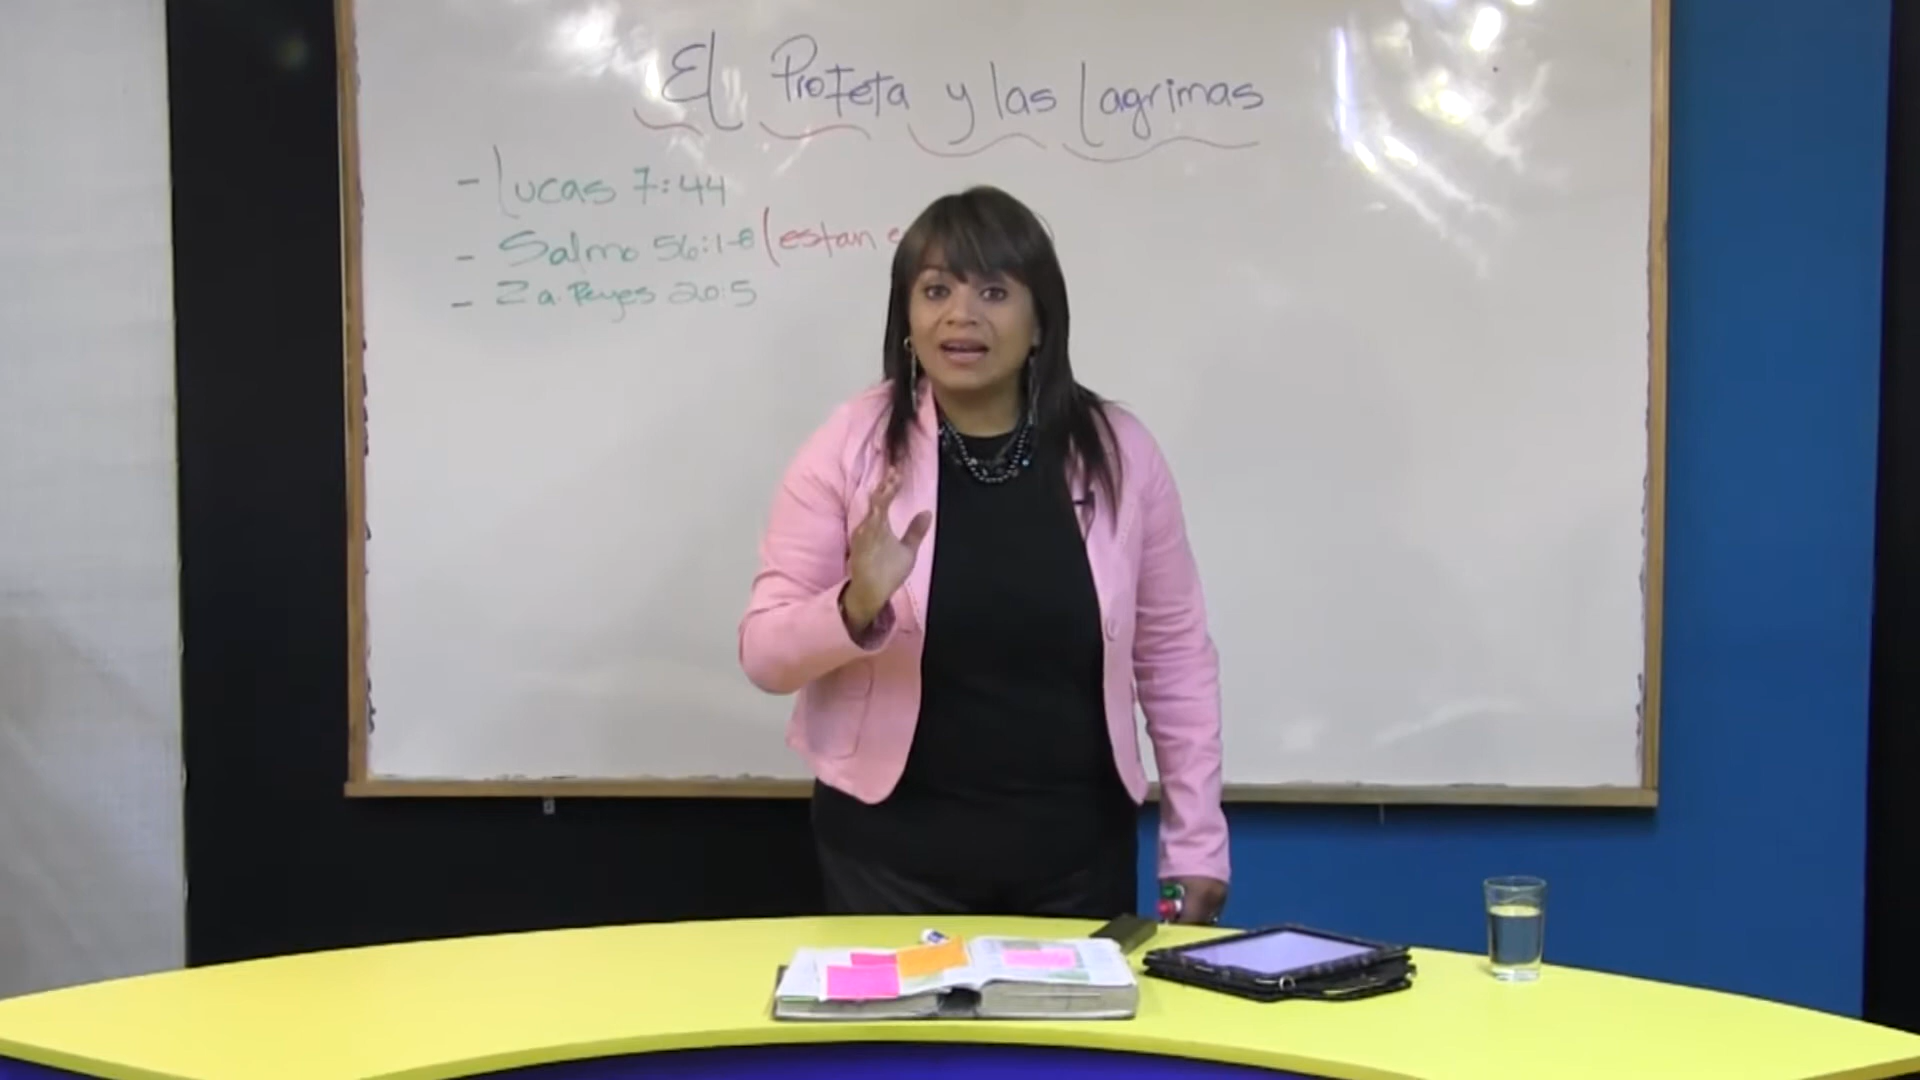 El Profeta y las Lagrimas
- Lucas 7:44
- Salmo 56:1-8 (estan
- 2a. Reyes 20:5